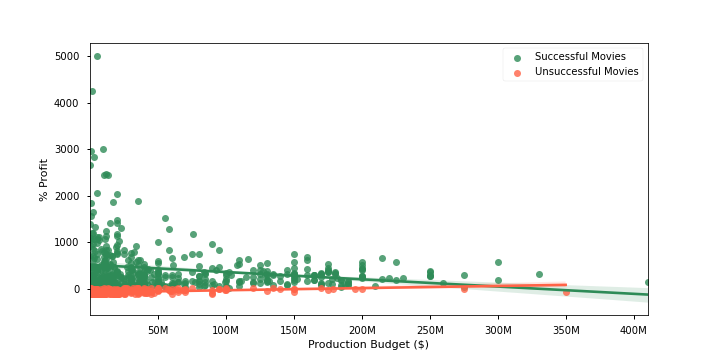 Successful Movies
Unsuccessful Movies
% Profit
5000
4000
3000
2000
1000
0
50M 100M 150M 200M 250M 300M 350M 400M
Production Budget ($)